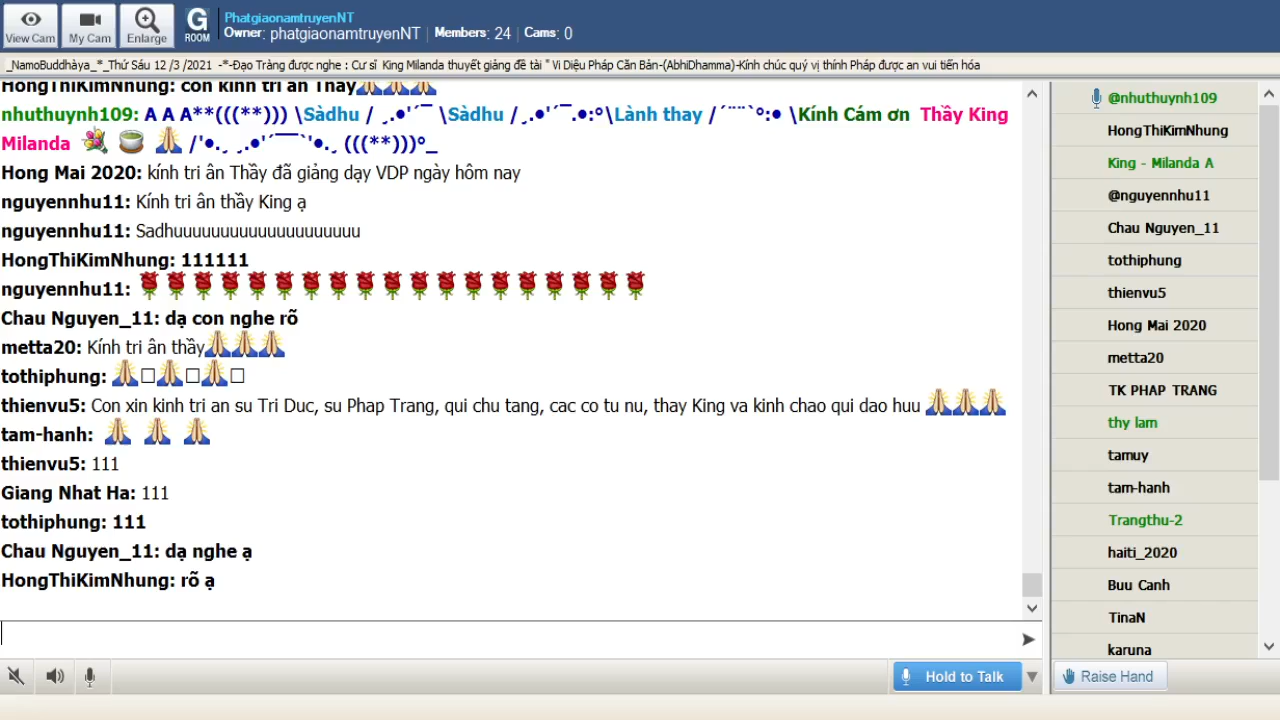 View Cam
My Cam
Enlarge
G
ROOM
PhatgiaonamtruyenNT
Owner: phatgiaonamtruyenNT | Members: 24 | Cams: 0
_NamoBuddhàya_*_Thứ Sáu 12 /3 /2021 -*-Đạo Tràng được nghe : Cư sĩ King Milanda thuyết giảng đề tài " Vi Diệu Pháp Căn Bản-(AbhiDhamma)-Kính chúc quý vị thính Pháp được an vui tiến hóa
HongThiKimNhung: con kính tri ân Thầy
nhuthuynh109: A A A**(((**))) \Sàdhu / ¸.•'´¯ \Sàdhu /¸.•'´¯.•:°\Lành thay /´¨¨`°:• \Kính Cám ơn Thầy King
Milanda /'•.¸ ¸.•'´¯¯`'•.¸ (((**)))°_
Hong Mai 2020: kính tri ân Thầy đã giảng dạy VDP ngày hôm nay
nguyennhu11: Kính tri ân thầy King ạ
nguyennhu11: Sadhuuuuuuuuuuuuuuuuuuuu
HongThiKimNhung: 111111
nguyennhu11:
Chau Nguyen_11: dạ con nghe rõ
metta20: Kính tri ân thầy
tothiphung:
thienvu5: Con xin kinh tri an su Tri Duc, su Phap Trang, qui chu tang, cac co tu nu, thay King va kinh chao qui dao huu
tam-hanh:
thienvu5: 111
Giang Nhat Ha: 111
tothiphung: 111
Chau Nguyen_11: dạ nghe ạ
HongThiKimNhung: rõ ạ
@nhuthuynh109
HongThiKimNhung
King - Milanda A
@nguyennhu11
Chau Nguyen_11
tothiphung
thienvu5
Hong Mai 2020
metta20
TK PHAP TRANG
thy lam
tamuy
tam-hanh
Trangthu-2
haiti_2020
Buu Canh
TinaN
karuna
Hold to Talk
Raise Hand